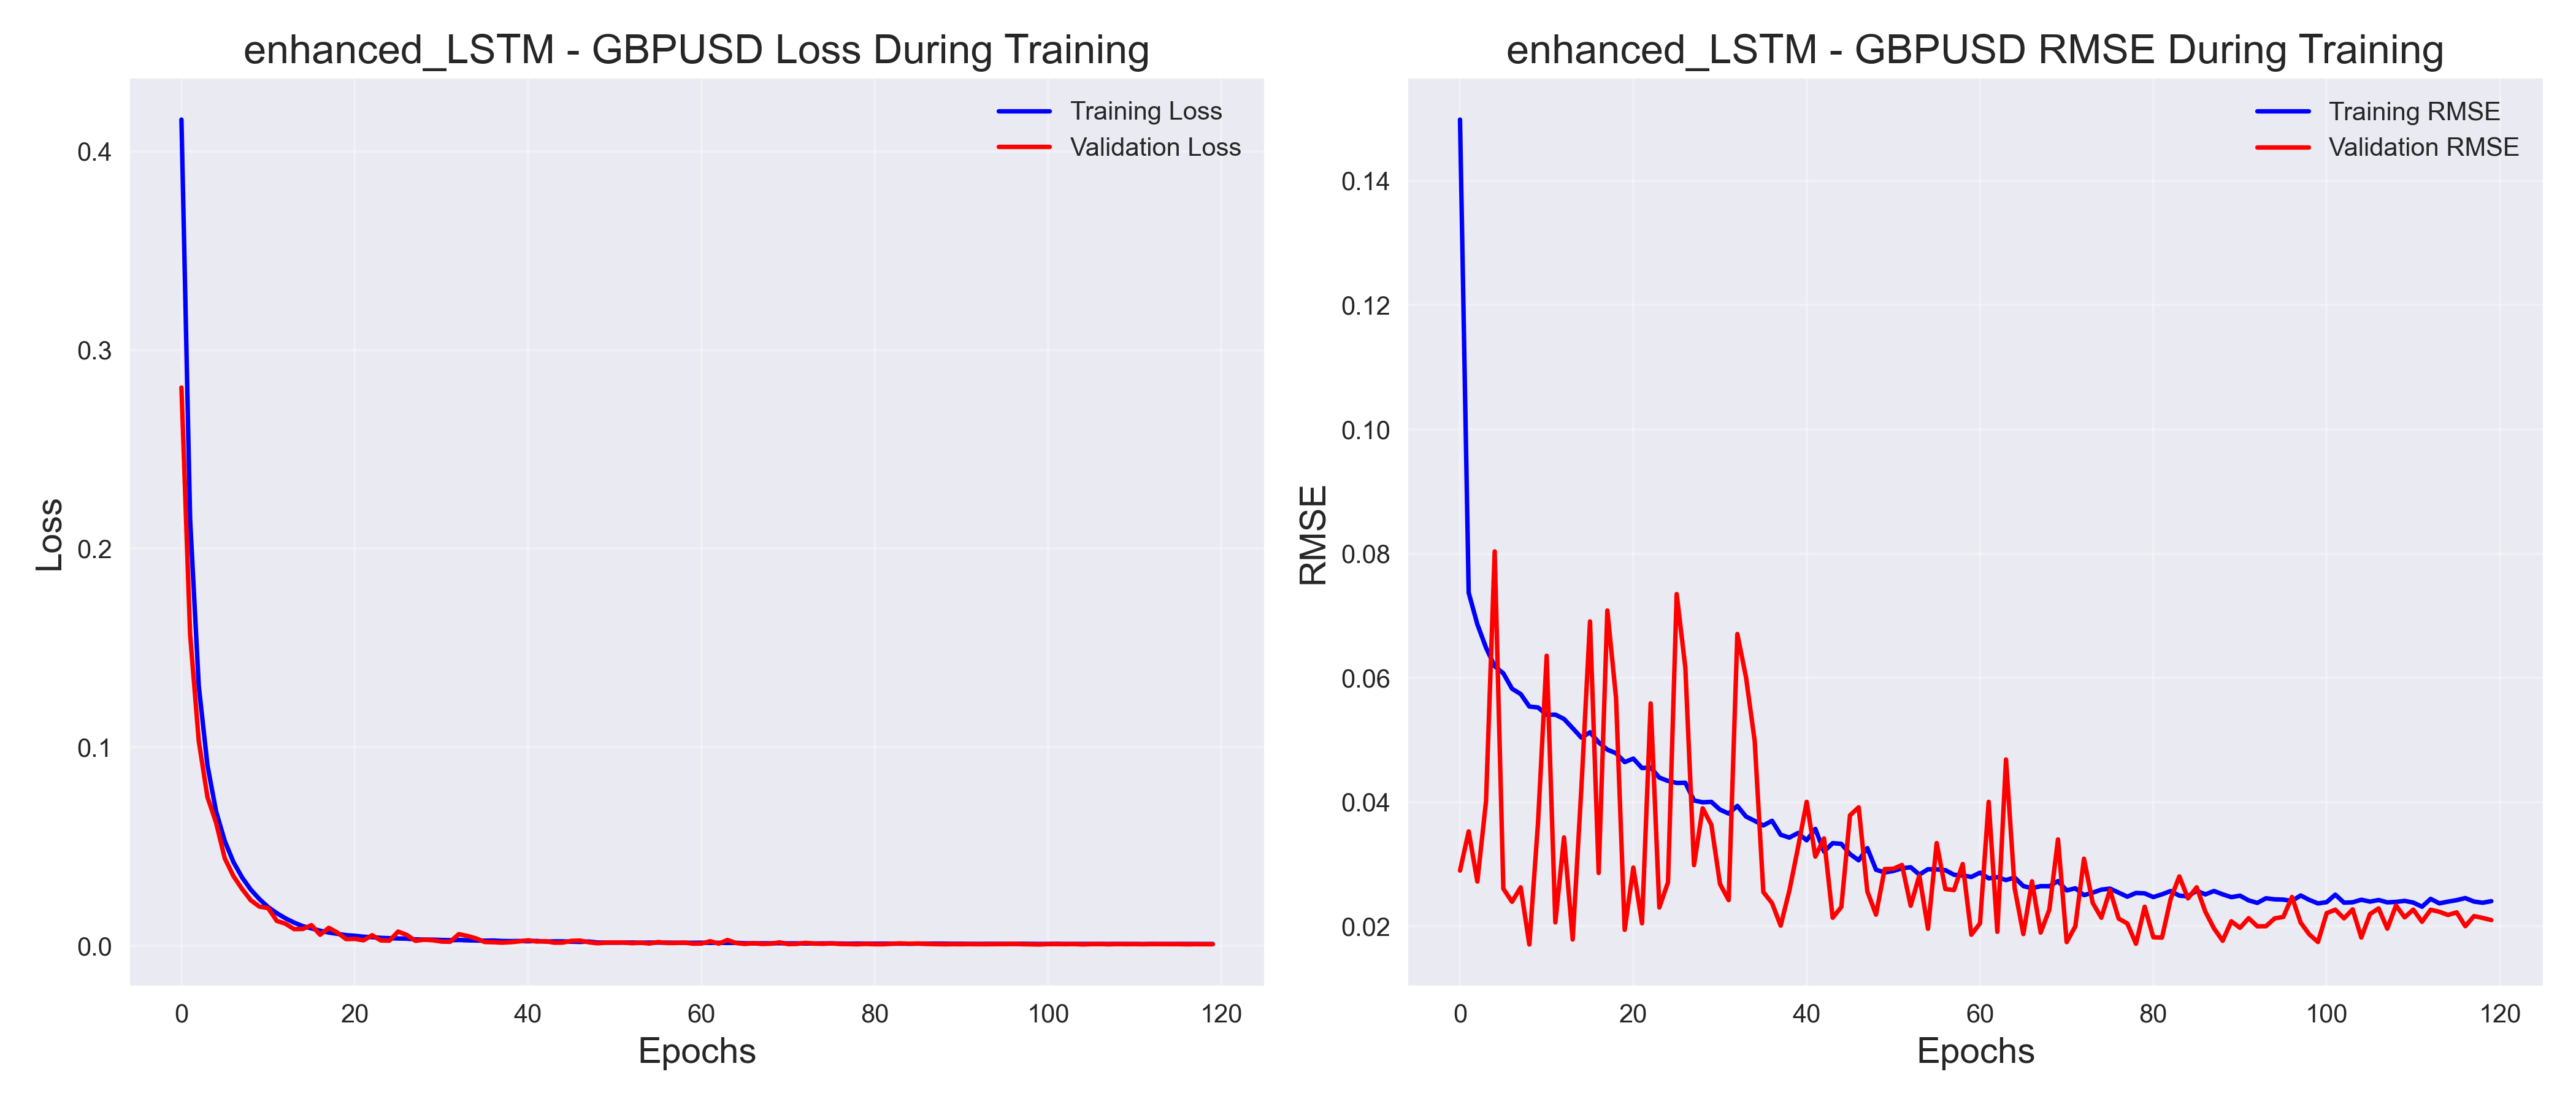 enhanced_LSTM - GBPUSD Loss During Training
Training Loss
Validation Loss
0.4
0.3
0.2
0.1
0.0
Loss
0 20 40 60 80 100 120
Epochs
enhanced_LSTM - GBPUSD RMSE During Training
Training RMSE
Validation RMSE
0.14
0.12
0.10
0.08
0.06
0.04
0.02
RMSE
0 20 40 60 80 100 120
Epochs